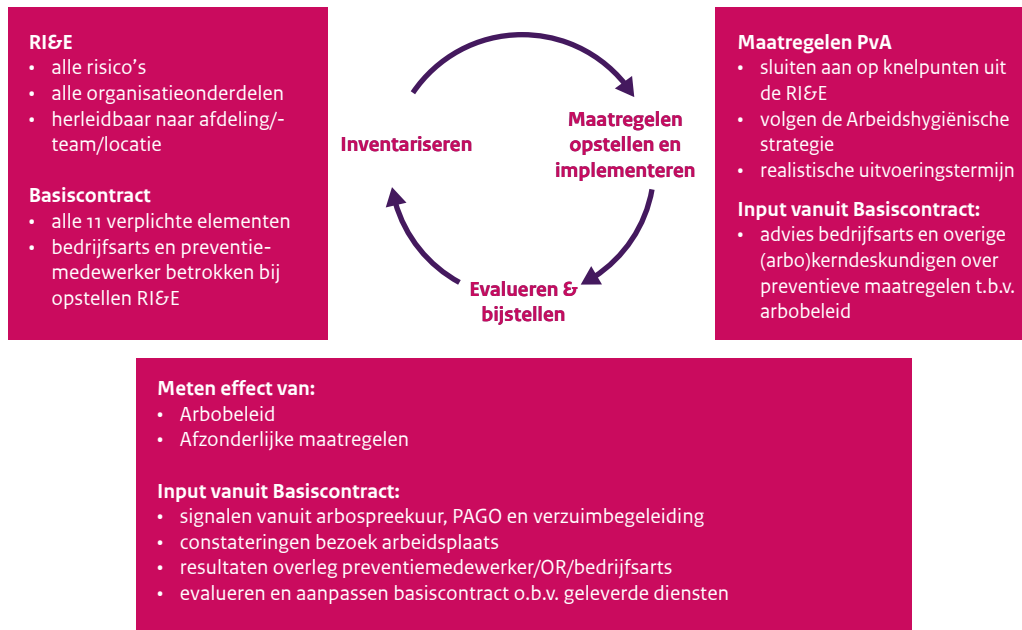 RI&E
• alle risico's
• alle organisatieonderdelen
• herleidbaar naar afdeling/-
team/locatie
Basiscontract
• alle 11 verplichte elementen
• bedrijfsarts en preventie-
medewerker betrokken bij
opstellen RI&E
Inventariseren
Maatregelen
opstellen en
implementeren
Evalueren &
bijstellen
Maatregelen PvA
• sluiten aan op knelpunten uit
de RI&E
• volgen de Arbeidshygiënische
strategie
• realistische uitvoeringstermijn
Input vanuit Basiscontract:
• advies bedrijfsarts en overige
(arbo)kerndeskundigen over
preventieve maatregelen t.b.v.
arbobeleid
Meten effect van:
• Arbobeleid
• Afzonderlijke maatregelen
Input vanuit Basiscontract:
• signalen vanuit arbospreekuur, PAGO en verzuimbegeleiding
• constateringen bezoek arbeidsplaats
• resultaten overleg preventiemedewerker/OR/bedrijfsarts
• evalueren en aanpassen basiscontract o.b.v. geleverde diensten